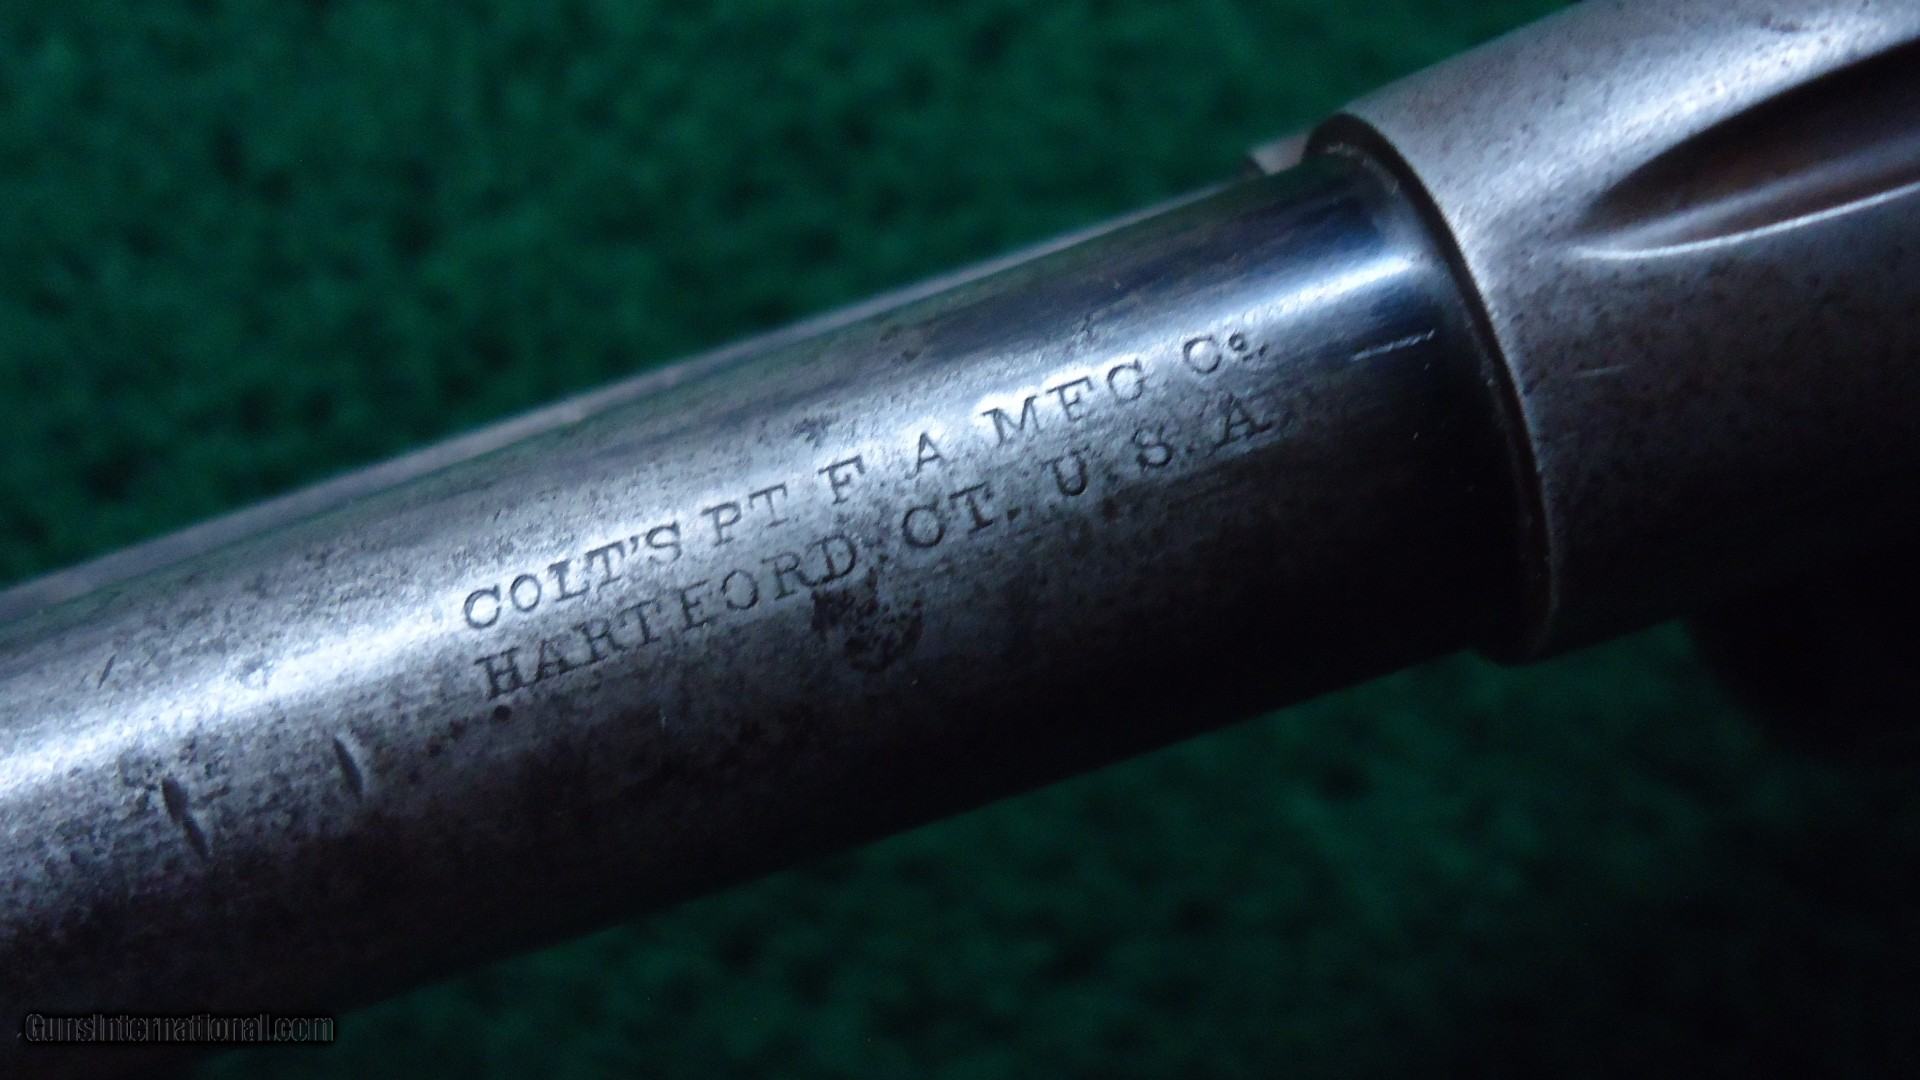 COLT'S PT. F. A. MFG. Co.
HARTFORD. CT. U.S.A.
GunsInternational.com